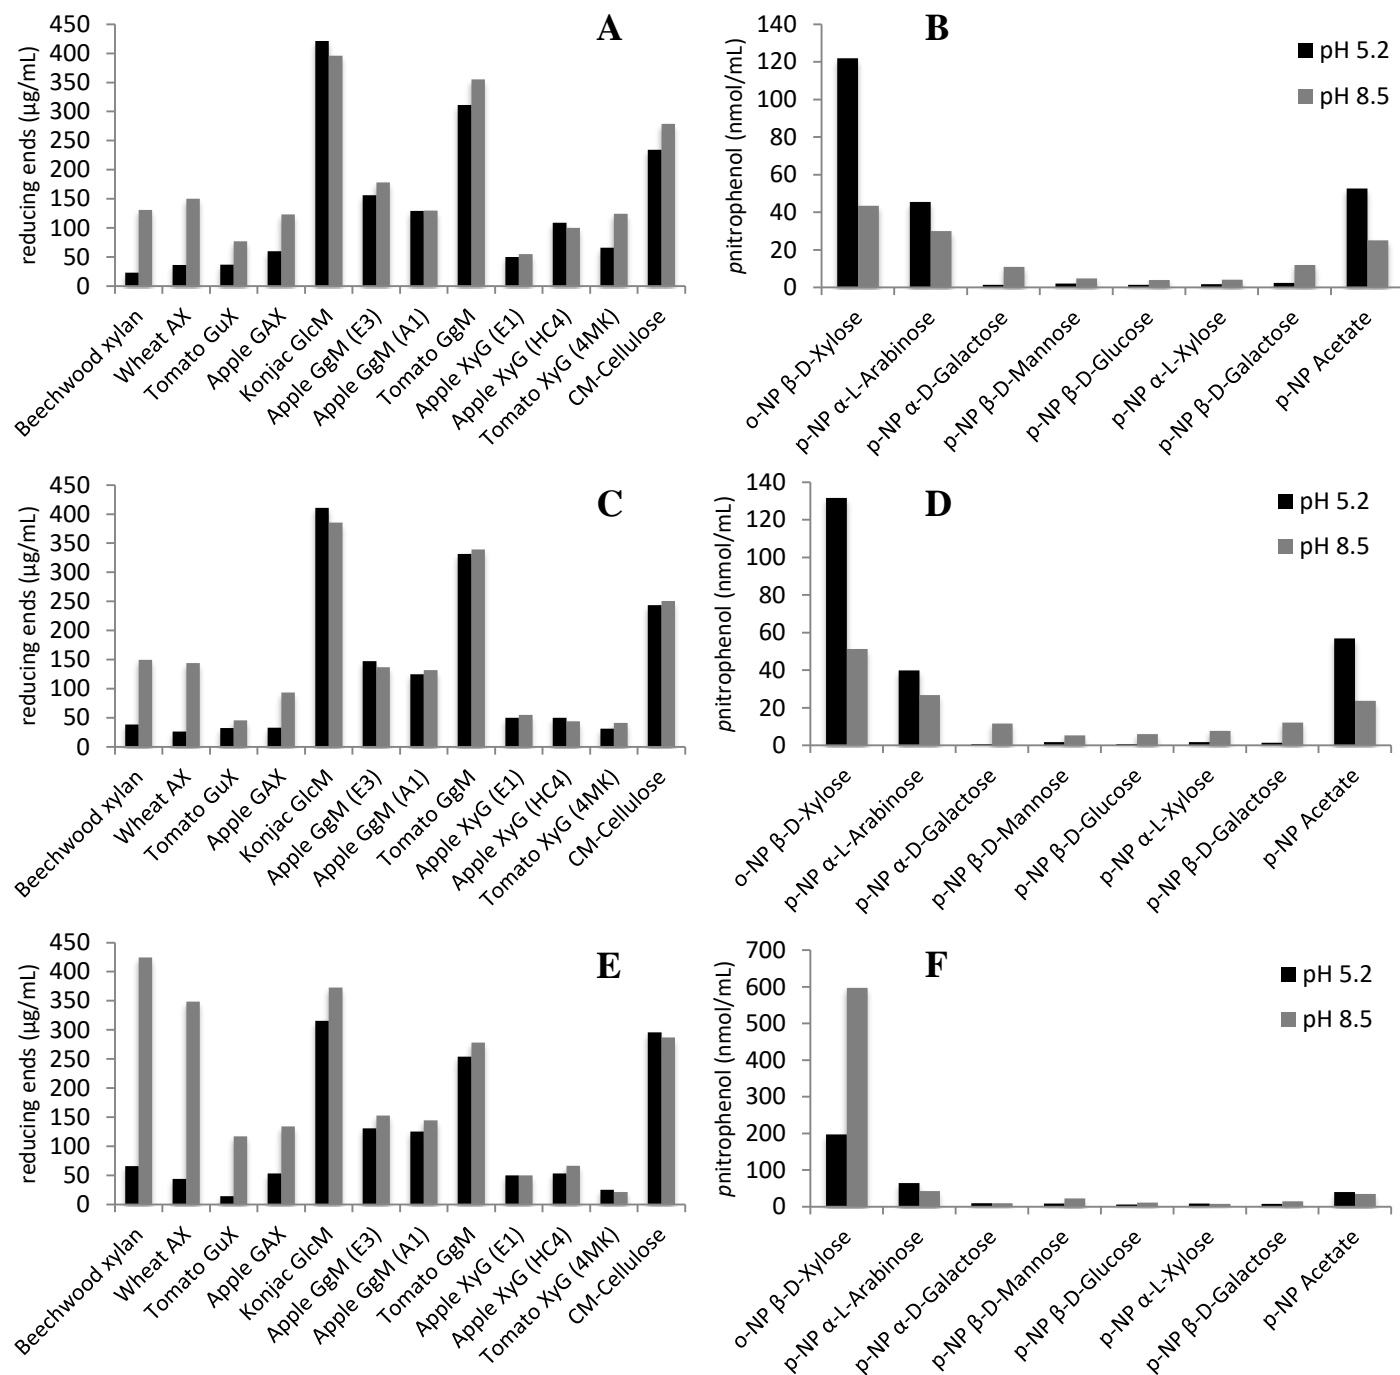 A
reducing ends (µg/mL)
450
400
350
300
250
200
150
100
50
0
Beechwood xylan
Wheat AX
Tomato GuX
Apple GAX
Konjac GlcM
Apple GgM (E3)
Apple GgM (A1)
Tomato GgM
Apple XyG (E1)
Apple XyG (HC4)
Tomato XyG (4MK)
CM-Cellulose
B
pnitrophenol (nmol/mL)
140
120
100
80
60
40
20
0
pH 5.2
pH 8.5
o-NP β-D-Xylose
p-NP α-L-Arabinose
p-NP α-D-Galactose
p-NP β-D-Mannose
p-NP β-D-Glucose
p-NP α-L-Xylose
p-NP β-D-Galactose
p-NP Acetate
C
reducing ends (µg/mL)
450
400
350
300
250
200
150
100
50
0
Beechwood xylan
Wheat AX
Tomato GuX
Apple GAX
Konjac GlcM
Apple GgM (E3)
Apple GgM (A1)
Tomato GgM
Apple XyG (E1)
Apple XyG (HC4)
Tomato XyG (4MK)
CM-Cellulose
D
pnitrophenol (nmol/mL)
140
120
100
80
60
40
20
0
pH 5.2
pH 8.5
o-NP β-D-Xylose
p-NP α-L-Arabinose
p-NP α-D-Galactose
p-NP β-D-Mannose
p-NP β-D-Glucose
p-NP α-L-Xylose
p-NP β-D-Galactose
p-NP Acetate
E
reducing ends (µg/mL)
450
400
350
300
250
200
150
100
50
0
Beechwood xylan
Wheat AX
Tomato GuX
Apple GAX
Konjac GlcM
Apple GgM (E3)
Apple GgM (A1)
Tomato GgM
Apple XyG (E1)
Apple XyG (HC4)
Tomato XyG (4MK)
CM-Cellulose
F
pnitrophenol (nmol/mL)
700
600
500
400
300
200
100
0
pH 5.2
pH 8.5
o-NP β-D-Xylose
p-NP α-L-Arabinose
p-NP α-D-Galactose
p-NP β-D-Mannose
p-NP β-D-Glucose
p-NP α-L-Xylose
p-NP β-D-Galactose
p-NP Acetate